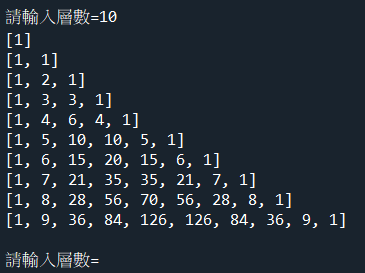 請輸入層數=10
[1]
[1, 1]
[1, 2, 1]
[1, 3, 3, 1]
[1, 4, 6, 4, 1]
[1, 5, 10, 10, 5, 1]
[1, 6, 15, 20, 15, 6, 1]
[1, 7, 21, 35, 35, 21, 7, 1]
[1, 8, 28, 56, 70, 56, 28, 8, 1]
[1, 9, 36, 84, 126, 126, 84, 36, 9, 1]
請輸入層數=